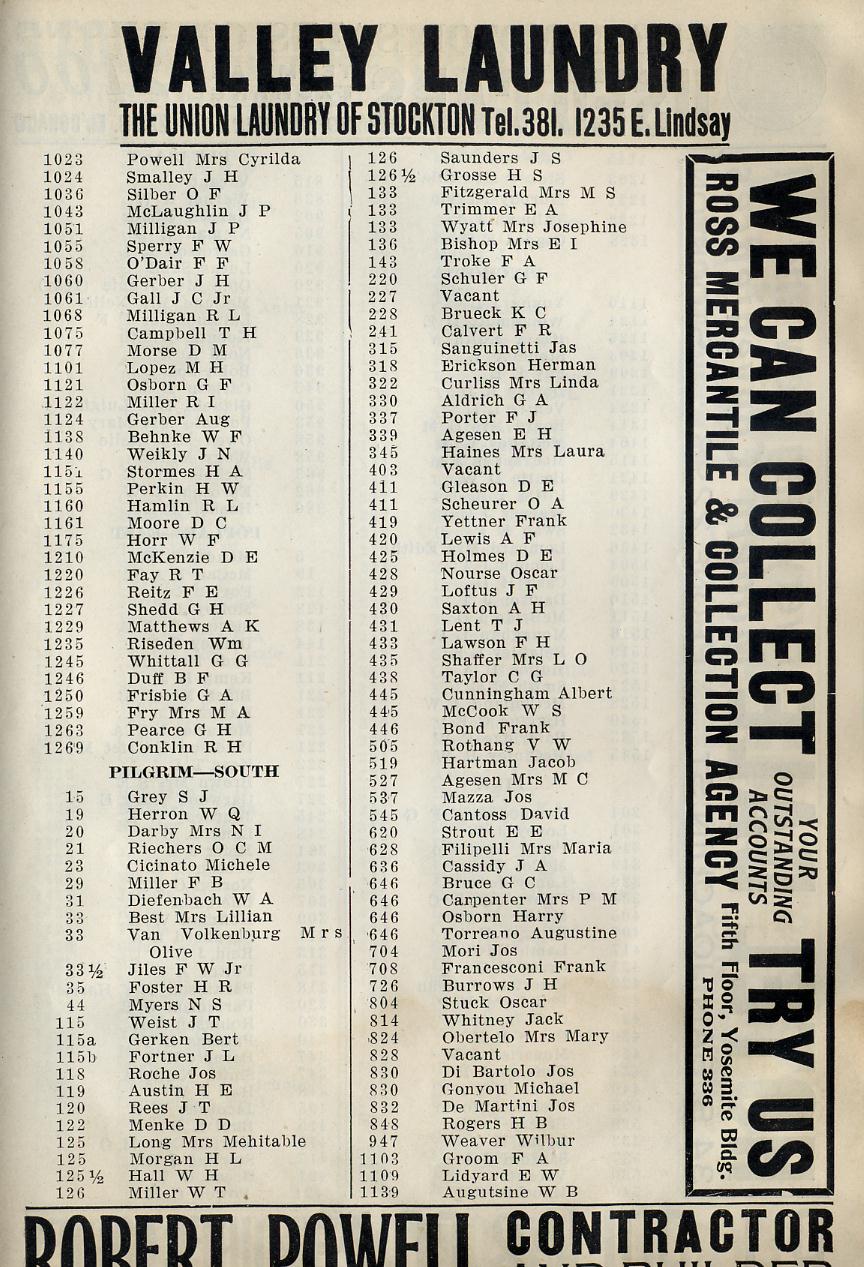 VALLEY LAUNDRY
THE UNION LAUNDRY OF STOCKTON Tel. 381. 1235 E. Lindsay
1023 Powell Mrs Cyrilda
1024 Smalley J H
1036 Silber O F
1043 McLaughlin J P
1051 Milligan J P
1055 Sperry F W
1058 O'Dair F F
1060 Gerber J H
1061 Gall J C Jr
1068 Milligan R L
1075 Campbell T H
1077 Morse D M
1101 Lopez M H
1121 Osborn G F
1122 Miller R I
1124 Gerber Aug
1138 Behnke W F
1140 Weikly J N
1151 Stormes H A
1155 Perkin H W
1160 Hamlin R L
1161 Moore D C
1175 Horr W F
1210 McKenzie D E
1220 Fay R T
1226 Reitz F E
1227 Shedd G H
1229 Matthews A K
1235 Riseden Wm
1245 Whittall G G
1246 Duff B F
1250 Frisbie G A
1259 Fry Mrs M A
1263 Pearce G H
1269 Conklin R H
PILGRIM—SOUTH
15 Grey S J
19 Herron W Q
20 Darby Mrs N I
21 Riechers O C M
23 Cicinato Michele
29 Miller F B
31 Diefenbach W A
33 Best Mrs Lillian
33 Van Volkenburg Mrs
Olive
33½ Jiles F W Jr
35 Foster H R
44 Myers N S
115 Weist J T
115a Gerken Bert
115b Fortner J L
118 Roche Jos
119 Austin H E
120 Rees J T
122 Menke D D
125 Long Mrs Mehitable
125 Morgan H L
125½ Hall W H
126 Miller W T
126 Saunders J S
126½ Grosse H S
133 Fitzgerald Mrs M S
133 Trimmer E A
133 Wyatt Mrs Josephine
136 Bishop Mrs E I
143 Troke F A
220 Schuler G F
227 Vacant
228 Brueck K C
241 Calvert F R
315 Sanguinetti Jas
318 Erickson Herman
322 Curliss Mrs Linda
330 Aldrich G A
337 Porter F J
339 Agesen E H
345 Haines Mrs Laura
403 Vacant
411 Gleason D E
411 Scheurer O A
419 Yettner Frank
420 Lewis A F
425 Holmes D E
428 Nourse Oscar
429 Loftus J F
430 Saxton A H
431 Lent T J
433 Lawson F H
435 Shaffer Mrs L O
438 Taylor C G
445 Cunningham Albert
445 McCook W S
446 Bond Frank
505 Rothang V W
519 Hartman Jacob
527 Agesen Mrs M C
537 Mazza Jos
545 Cantoss David
620 Strout E E
628 Filipelli Mrs Maria
636 Cassidy J A
646 Bruce G C
646 Carpenter Mrs P M
646 Osborn Harry
646 Torreano Augustine
704 Mori Jos
708 Francesconi Frank
726 Burrows J H
804 Stuck Oscar
814 Whitney Jack
824 Obertelo Mrs Mary
828 Vacant
830 Di Bartolo Jos
830 Gonyou Michael
832 De Martini Jos
848 Rogers H B
947 Weaver Wilbur
1103 Groom F A
1109 Lidyard E W
1139 Augutsine W B
WE CAN COLLECT YOUR OUTSTANDING ACCOUNTS TRY US
ROSS MERCANTILE & COLLECTION AGENCY Fifth Floor, Yosemite Bldg.
PHONE 336
ROBERT POWELL CONTRACTOR
AND BUILDER